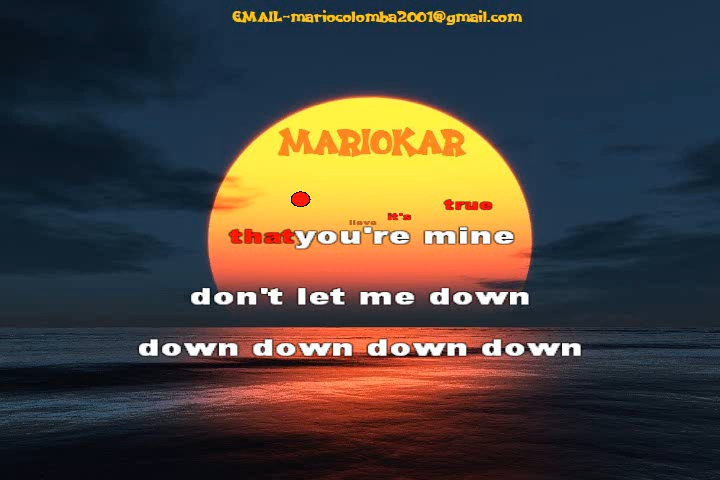 EMAIL-mariocolomba2001@gmail.com
MARIOKAR
it's true
that you're mine
don't let me down
down down down down